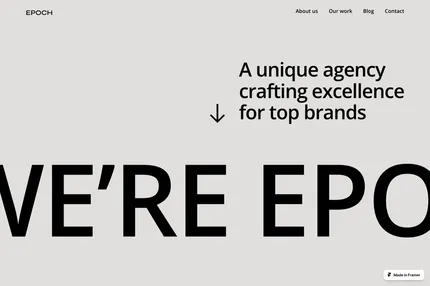 EPOCH
About us Our work Blog Contact
A unique agency
crafting excellence
for top brands
WE’RE EPO
Made in Framer